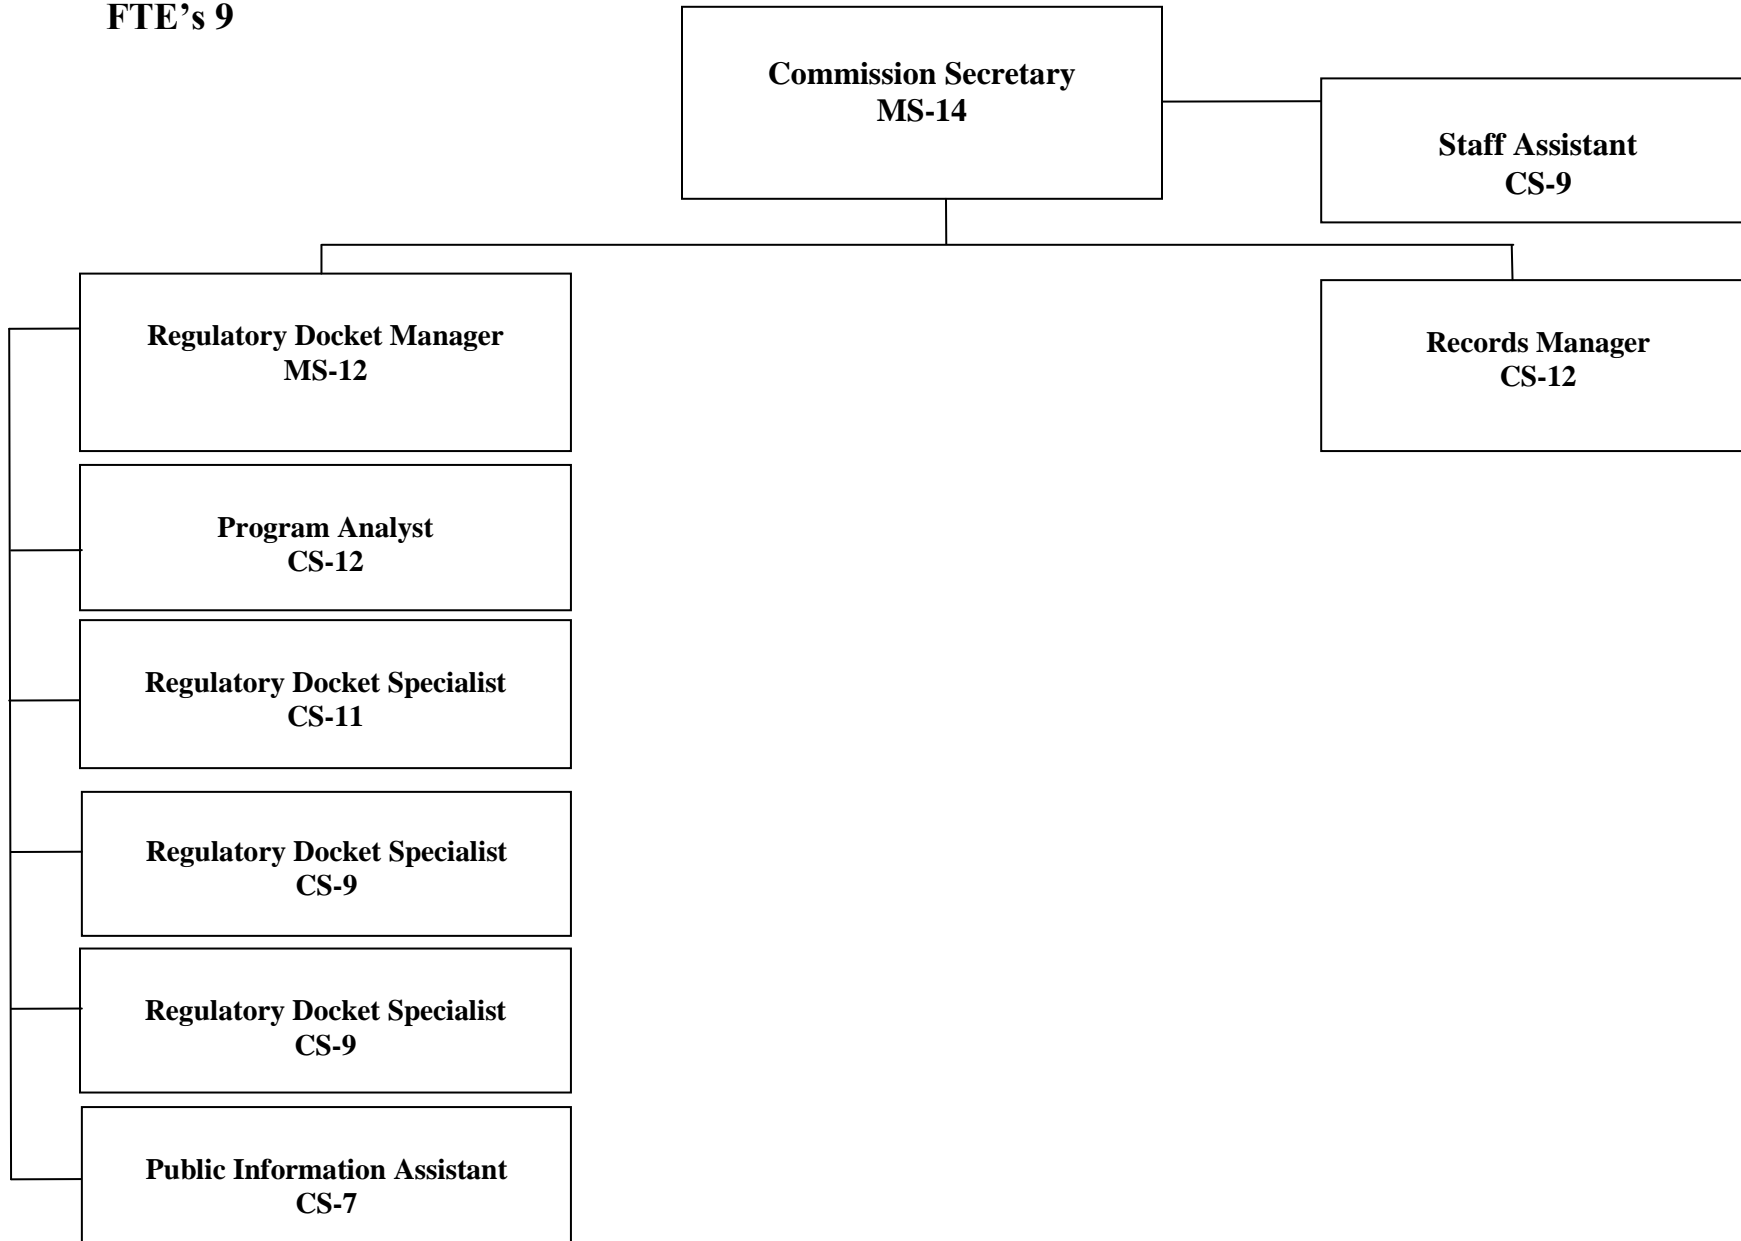 FTE’s 9
Commission Secretary
MS-14
Staff Assistant
CS-9
Regulatory Docket Manager
MS-12
Records Manager
CS-12
Program Analyst
CS-12
Regulatory Docket Specialist
CS-11
Regulatory Docket Specialist
CS-9
Regulatory Docket Specialist
CS-9
Public Information Assistant
CS-7